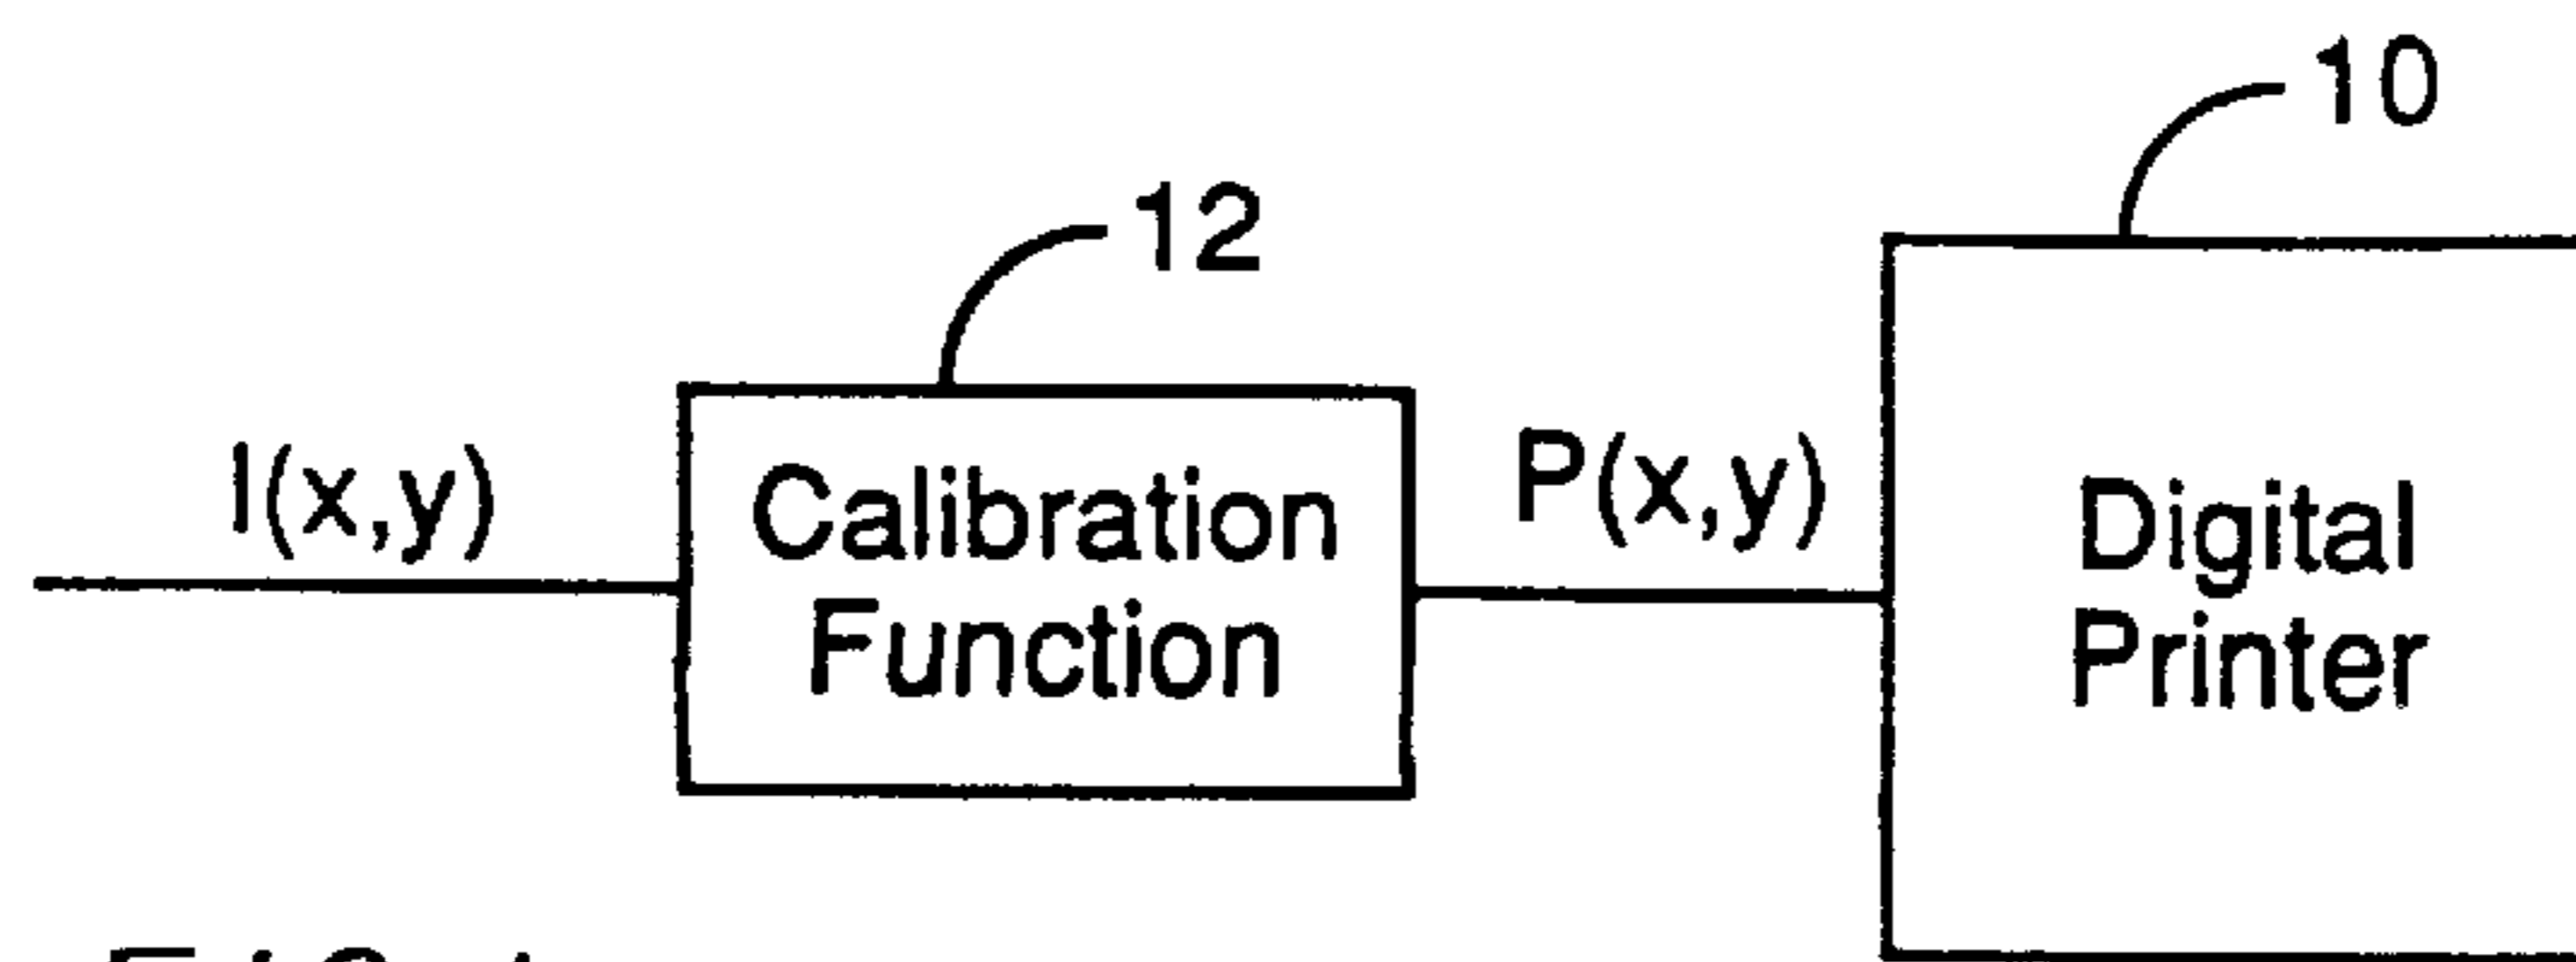 10
12
I(x,y)
Calibration
Function
P(x,y)
Digital
Printer